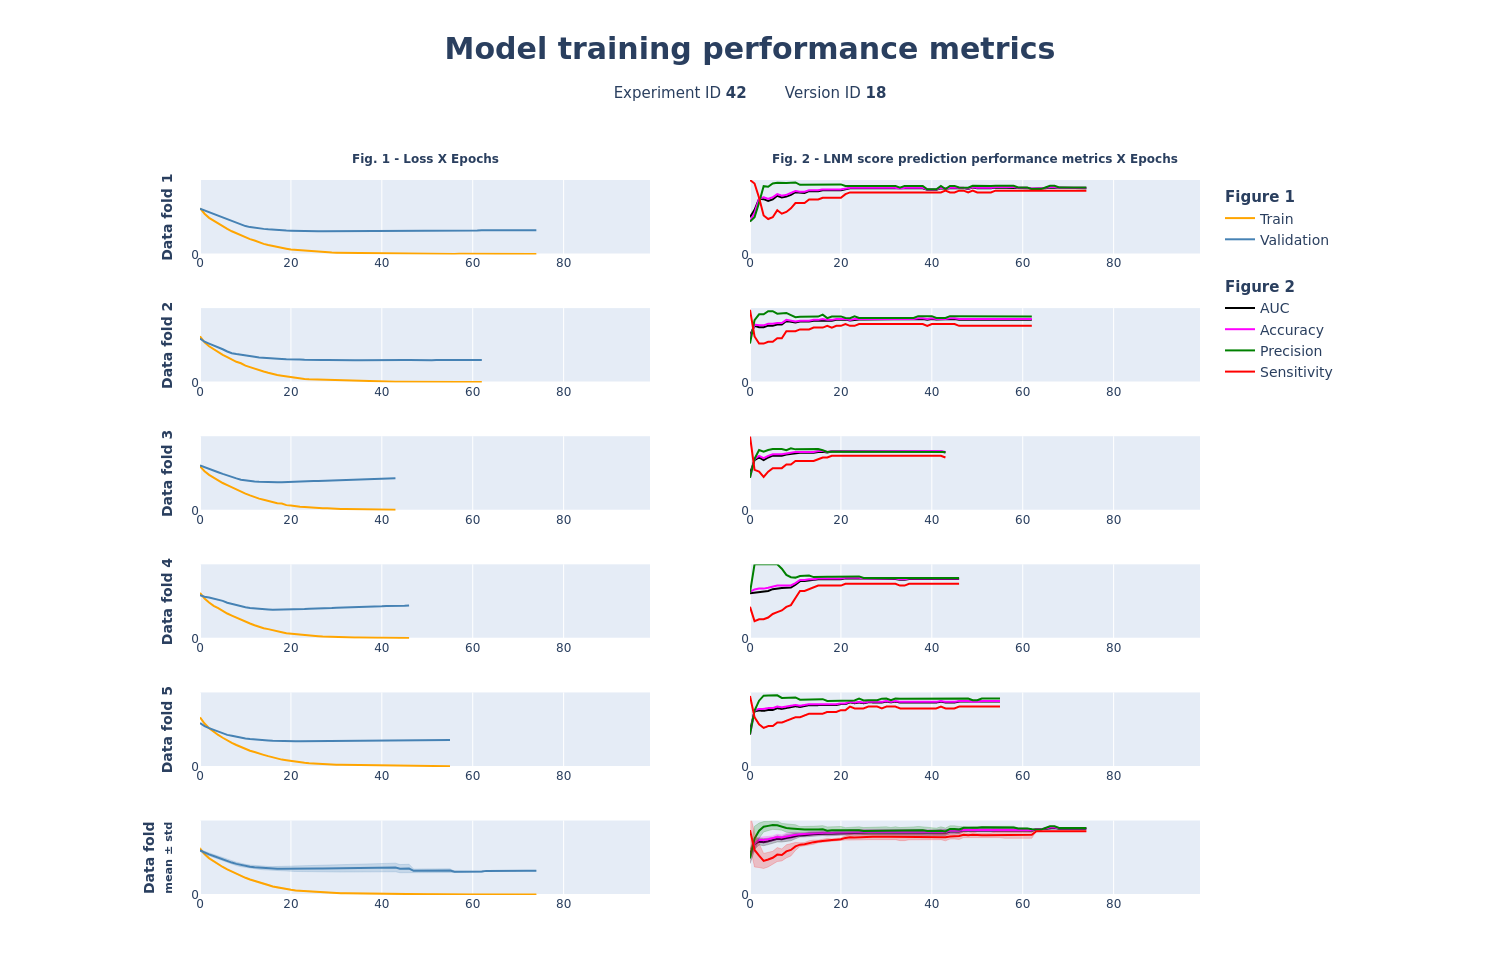 Model training performance metrics
Experiment ID 42 Version ID 18
Fig. 1 - Loss X Epochs
Fig. 2 - LNM score prediction performance metrics X Epochs
Data fold 1
0
0 20 40 60 80
0
0 20 40 60 80
Figure 1
Train
Validation
Figure 2
AUC
Accuracy
Precision
Sensitivity
Data fold 2
0
0 20 40 60 80
0
0 20 40 60 80
Data fold 3
0
0 20 40 60 80
0
0 20 40 60 80
Data fold 4
0
0 20 40 60 80
0
0 20 40 60 80
Data fold 5
0
0 20 40 60 80
0
0 20 40 60 80
Data fold
mean ± std
0
0 20 40 60 80
0
0 20 40 60 80